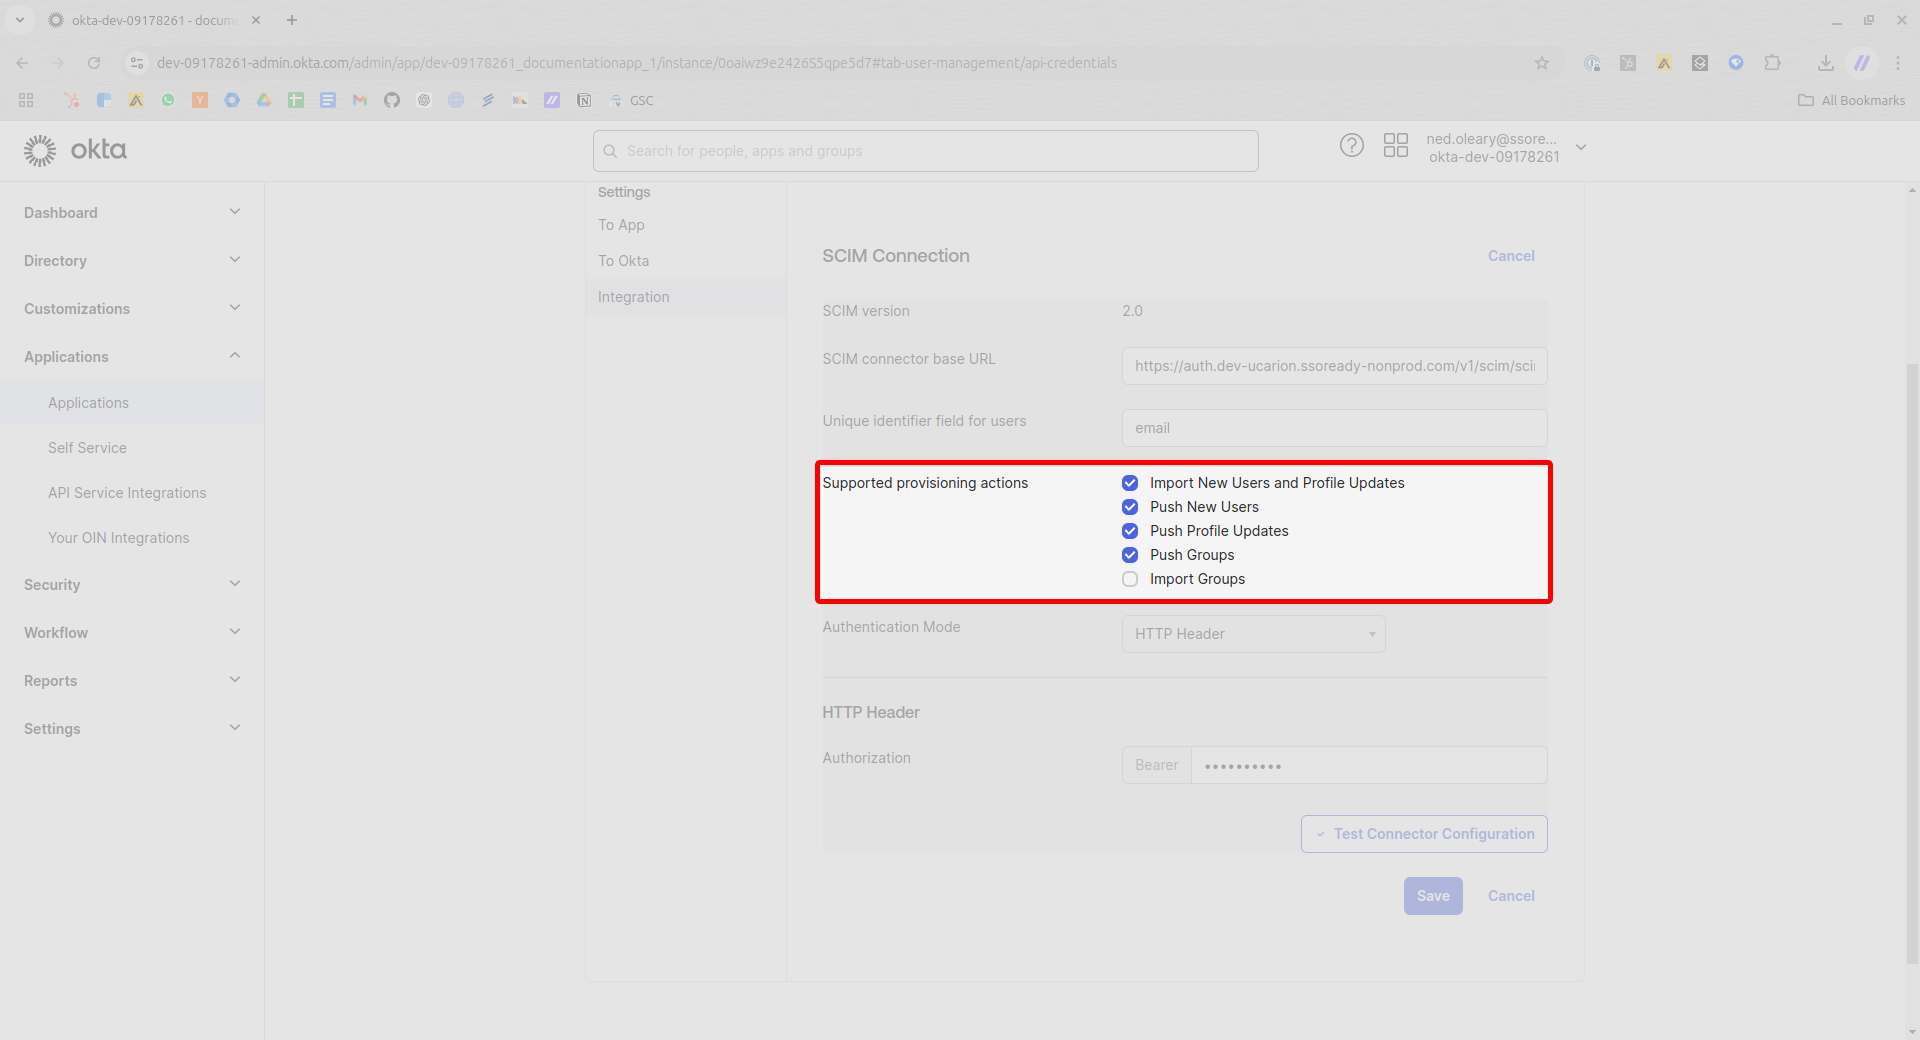 okta-dev-09178261 - docum
dev-09178261-admin.okta.com/admin/app/dev-09178261_documentationapp_1/instance/0oaiwz9e2426S5qpe5d7#tab-user-management/api-credentials
GSC
All Bookmarks
okta
Search for people, apps and groups
ned.oleary@ssore...
okta-dev-09178261
Dashboard
Directory
Customizations
Applications
Applications
Self Service
API Service Integrations
Your OIN Integrations
Security
Workflow
Reports
Settings
Settings
To App
To Okta
Integration
SCIM Connection
Cancel
SCIM version
2.0
SCIM connector base URL
https://auth.dev-ucarion.ssoready-nonprod.com/v1/scim/sci
Unique identifier field for users
email
Supported provisioning actions
Import New Users and Profile Updates
Push New Users
Push Profile Updates
Push Groups
Import Groups
Authentication Mode
HTTP Header
HTTP Header
Authorization
Bearer
••••••••••
Test Connector Configuration
Save
Cancel